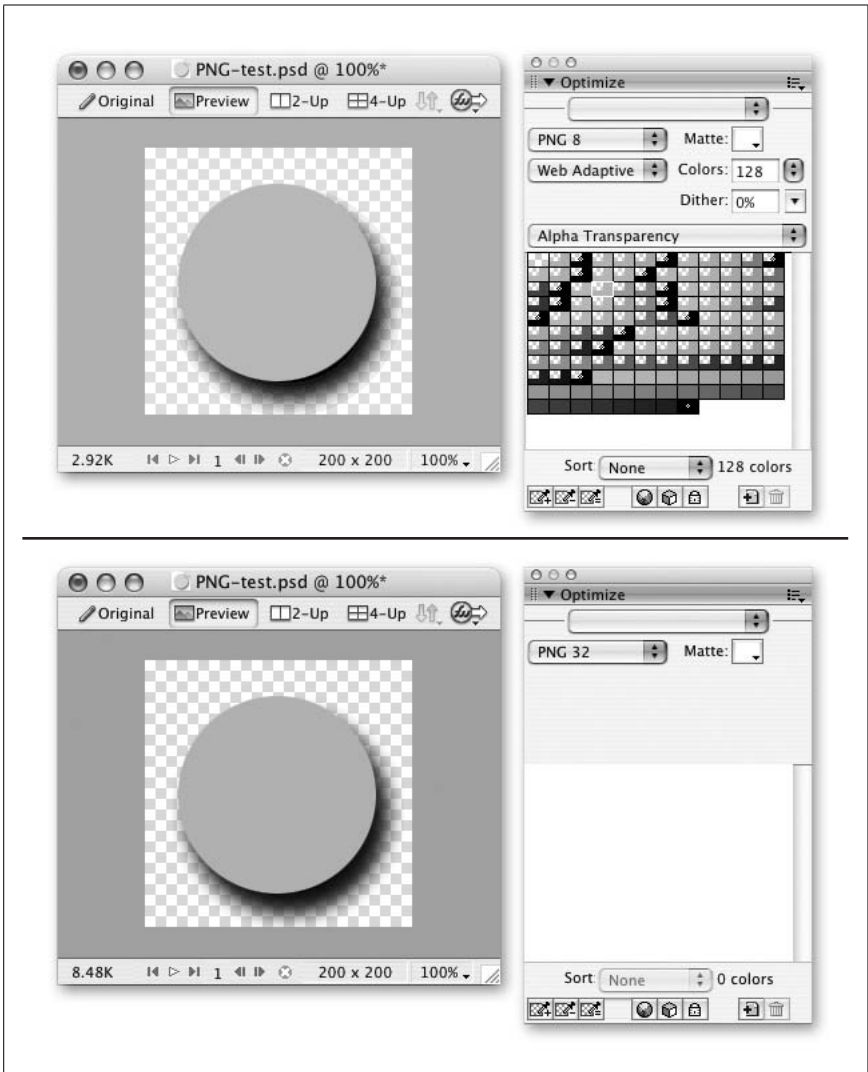 PNG-test.psd @ 100%*
Original Preview 2-Up 4-Up
2.92K 1 200 x 200 100%
Optimize
PNG 8 Matte:
Web Adaptive Colors: 128
Dither: 0%
Alpha Transparency
Sort: None 128 colors
PNG-test.psd @ 100%*
Original Preview 2-Up 4-Up
8.48K 1 200 x 200 100%
Optimize
PNG 32 Matte:
Sort: None 0 colors